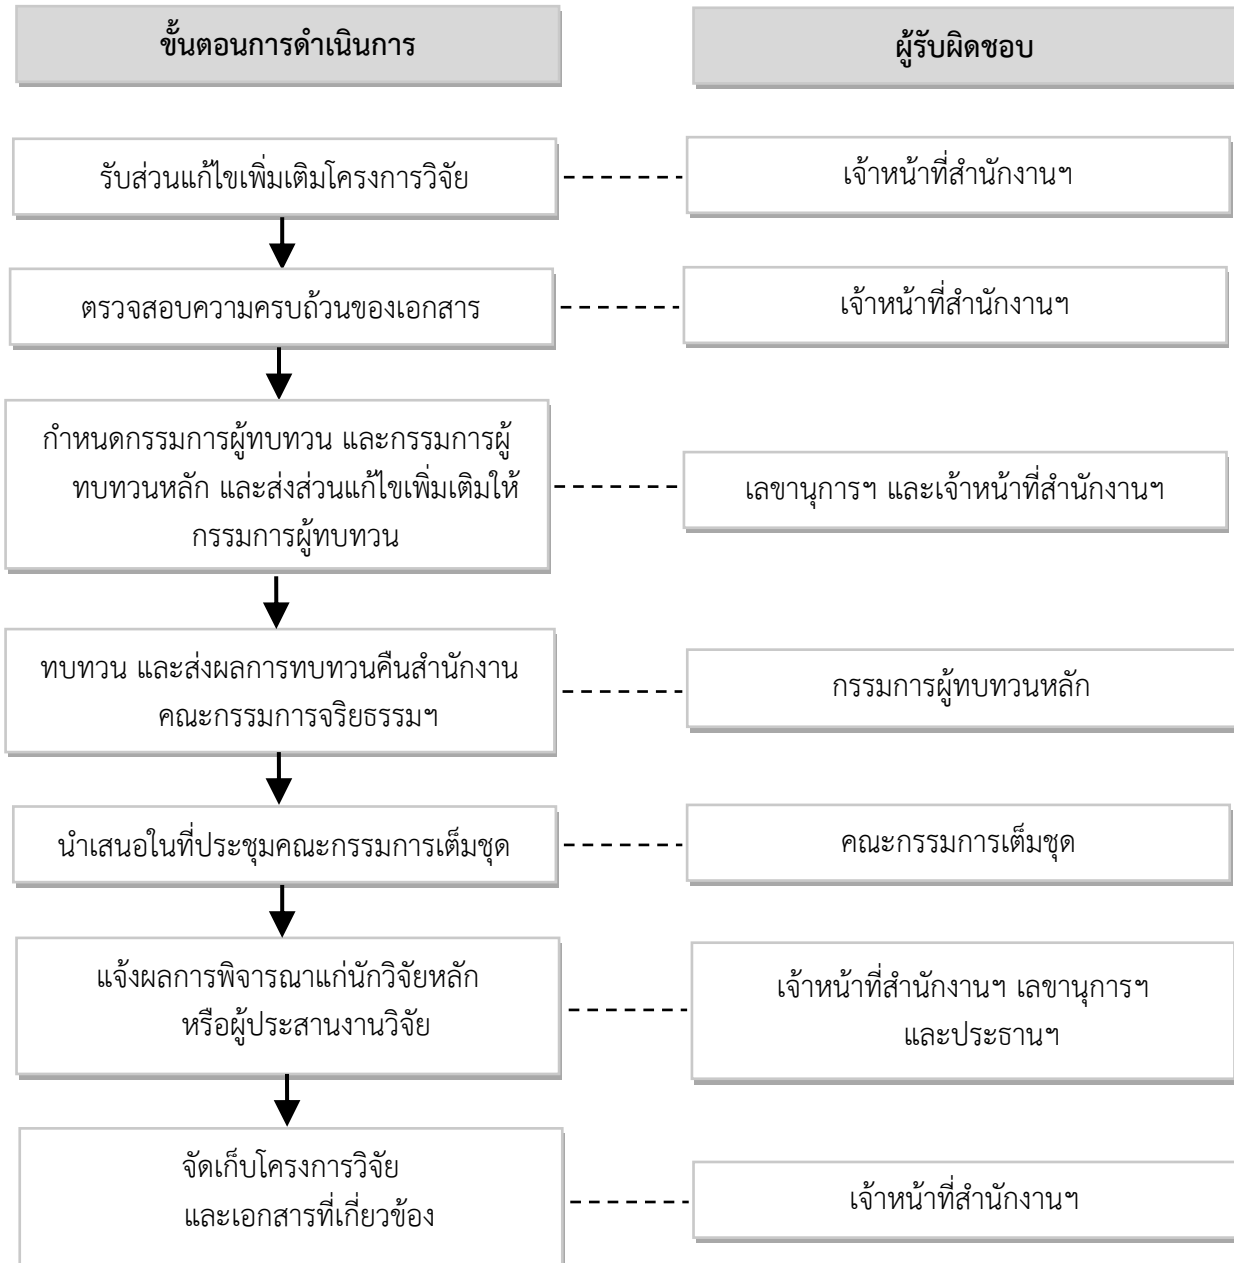 ขั้นตอนการดำเนินการ
ผู้รับผิดชอบ
รับส่วนแก้ไขเพิ่มเติมโครงการวิจัย
เจ้าหน้าที่สำนักงานฯ
ตรวจสอบความครบถ้วนของเอกสาร
เจ้าหน้าที่สำนักงานฯ
กำหนดกรรมการผู้ทบทวน และกรรมการผู้
ทบทวนหลัก และส่งส่วนแก้ไขเพิ่มเติมให้
กรรมการผู้ทบทวน
เลขานุการฯ และเจ้าหน้าที่สำนักงานฯ
ทบทวน และส่งผลการทบทวนคืนสำนักงาน
คณะกรรมการจริยธรรมฯ
กรรมการผู้ทบทวนหลัก
นำเสนอในที่ประชุมคณะกรรมการเต็มชุด
คณะกรรมการเต็มชุด
แจ้งผลการพิจารณาแก่นักวิจัยหลัก
หรือผู้ประสานงานวิจัย
เจ้าหน้าที่สำนักงานฯ เลขานุการฯ
และประธานฯ
จัดเก็บโครงการวิจัย
และเอกสารที่เกี่ยวข้อง
เจ้าหน้าที่สำนักงานฯ